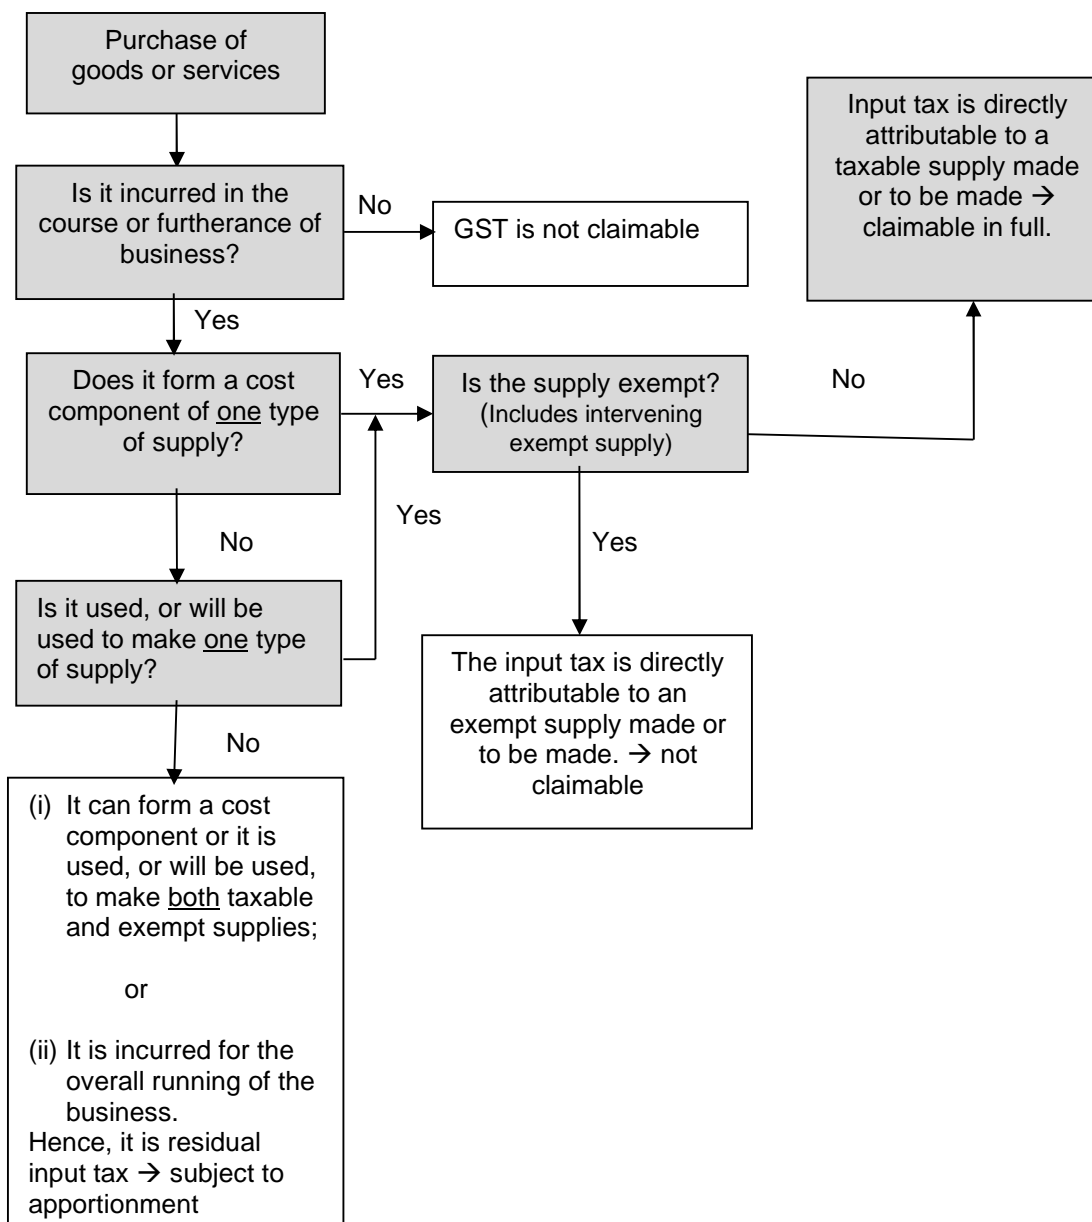 Purchase of
goods or services
Input tax is directly
attributable to a
taxable supply made
or to be made →
claimable in full.
Is it incurred in the
course or furtherance of
business?
No
GST is not claimable
Yes
Does it form a cost
component of one type
of supply?
Yes
Is the supply exempt?
(Includes intervening
exempt supply)
No
Yes
No
Yes
Is it used, or will be
used to make one type
of supply?
The input tax is directly
attributable to an
exempt supply made or
to be made. → not
claimable
No
(i) It can form a cost
component or it is
used, or will be used,
to make both taxable
and exempt supplies;
or
(ii) It is incurred for the
overall running of the
business.
Hence, it is residual
input tax → subject to
apportionment